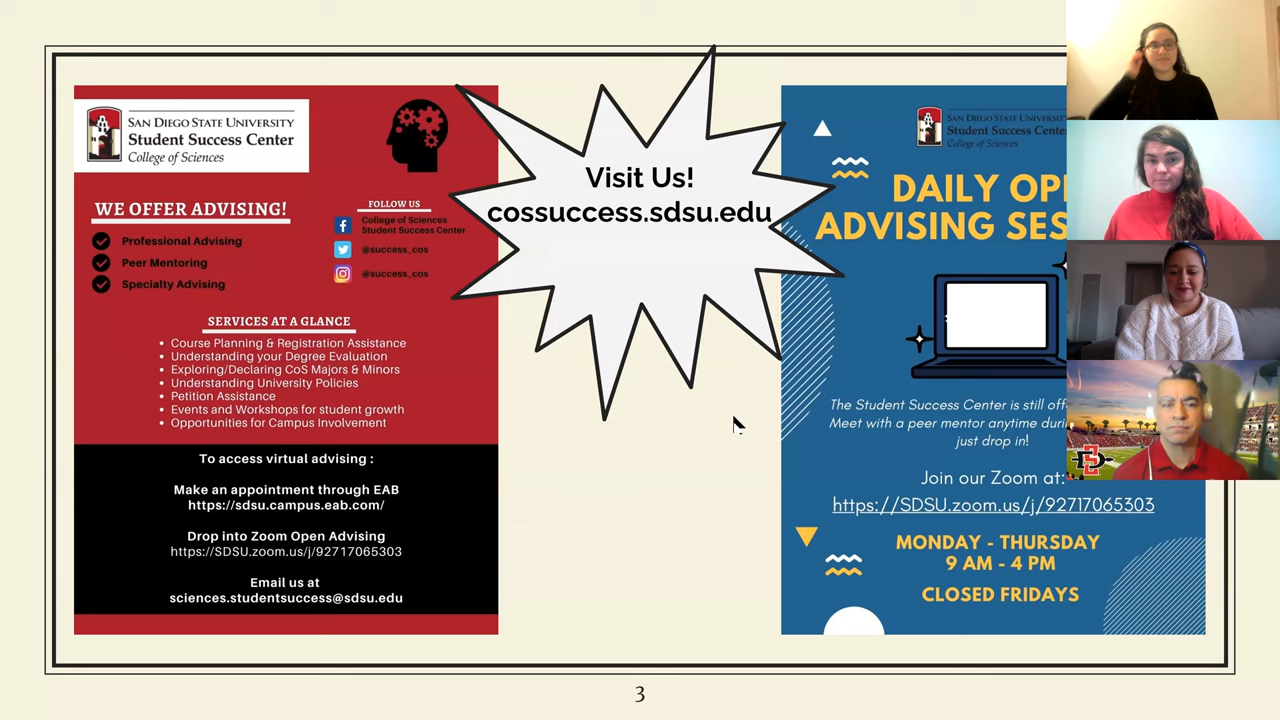 SAN DIEGO STATE UNIVERSITY
Student Success Center
College of Sciences
WE OFFER ADVISING!
Professional Advising
Peer Mentoring
Specialty Advising
FOLLOW US
College of Sciences
Student Success Center
@success_cos
@success_cos
SERVICES AT A GLANCE
• Course Planning & Registration Assistance
• Understanding your Degree Evaluation
• Exploring/Declaring CoS Majors & Minors
• Understanding University Policies
• Petition Assistance
• Events and Workshops for student growth
• Opportunities for Campus Involvement
To access virtual advising :
Make an appointment through EAB
https://sdsu.campus.eab.com/
Drop into Zoom Open Advising
https://SDSU.zoom.us/j/92717065303
Email us at
sciences.studentsuccess@sdsu.edu
Visit Us!
cossuccess.sdsu.edu
SAN DIEGO STATE UNIVERSITY
Student Success Center
College of Sciences
DAILY OP
ADVISING SES
The Student Success Center is still off
Meet with a peer mentor anytime duri
just drop in!
Join our Zoom at:
https://SDSU.zoom.us/j/92717065303
MONDAY - THURSDAY
9 AM - 4 PM
CLOSED FRIDAYS
SD
3